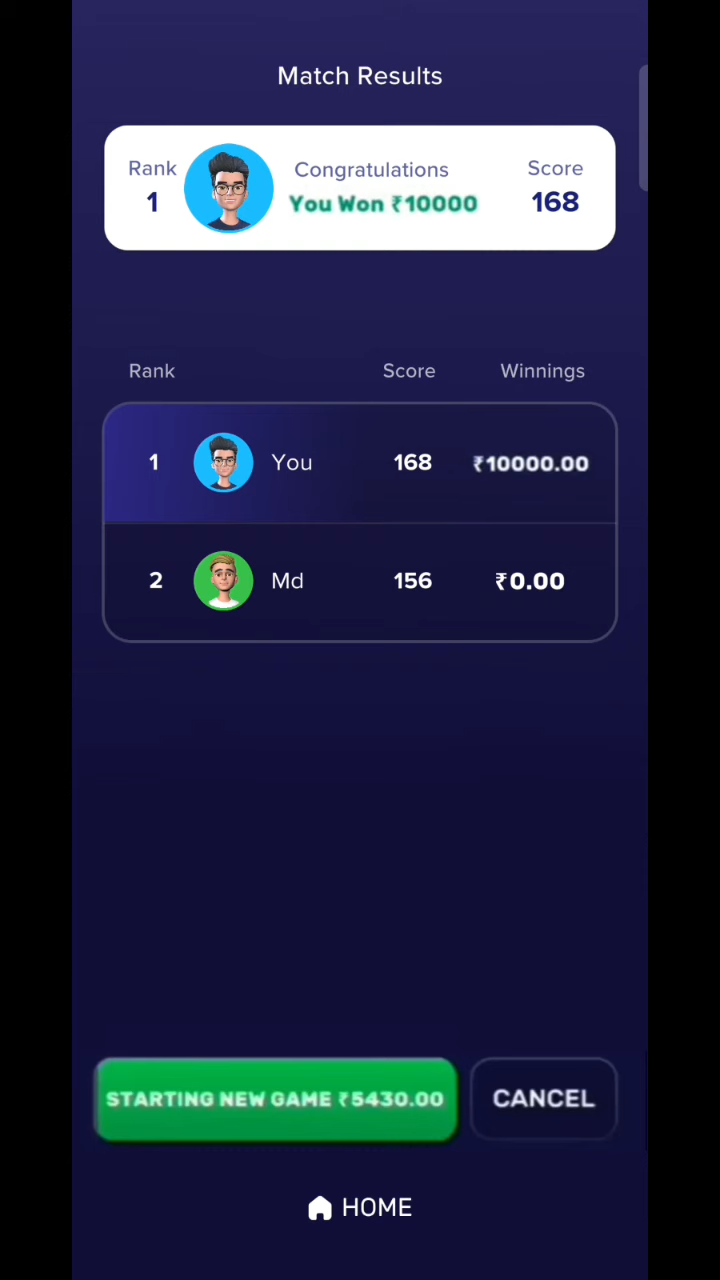 Match Results
Rank Congratulations Score
1 You Won ₹10000 168
Rank Score Winnings
1 You 168 ₹10000.00
2 Md 156 ₹0.00
STARTING NEW GAME ₹5430.00 CANCEL
HOME